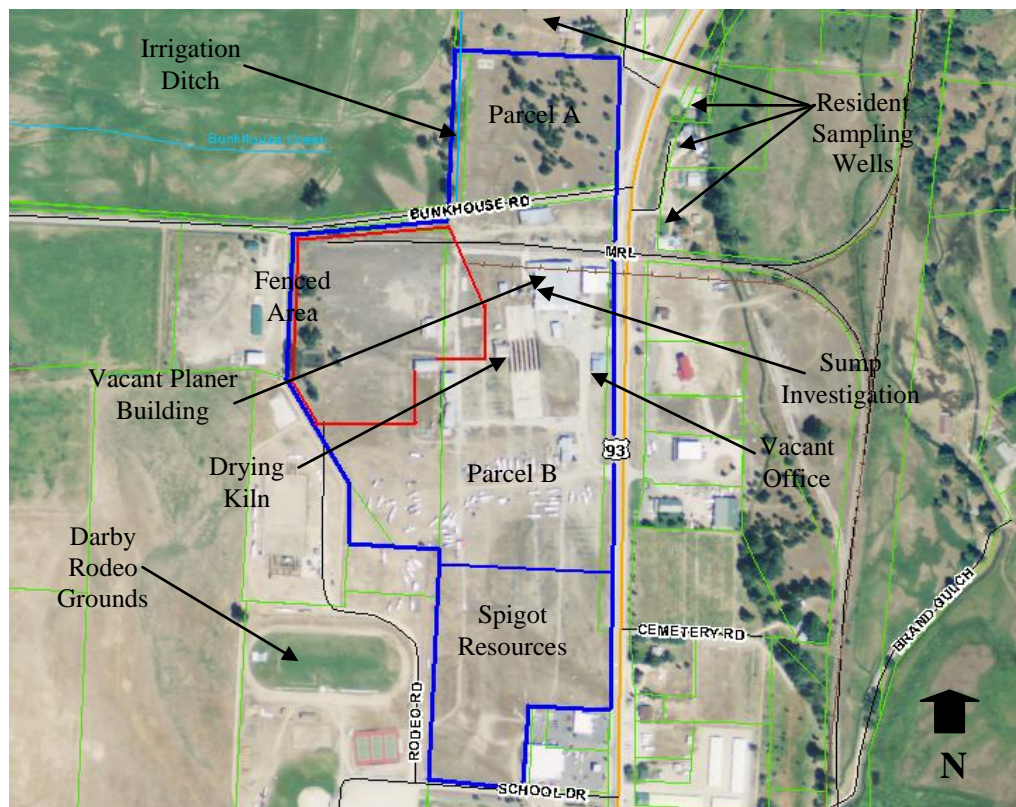 Irrigation
Ditch
Parcel A
Resident
Sampling
Wells
Bunkhouse Creek
BUNKHOUSE RD
MRL
Fenced
Area
Vacant Planer
Building
Sump
Investigation
Drying
Kiln
Parcel B
93
Vacant
Office
Darby
Rodeo
Grounds
Spigot
Resources
CEMETERY RD
BRAND GULCH
RODEO RD
SCHOOL DR
N